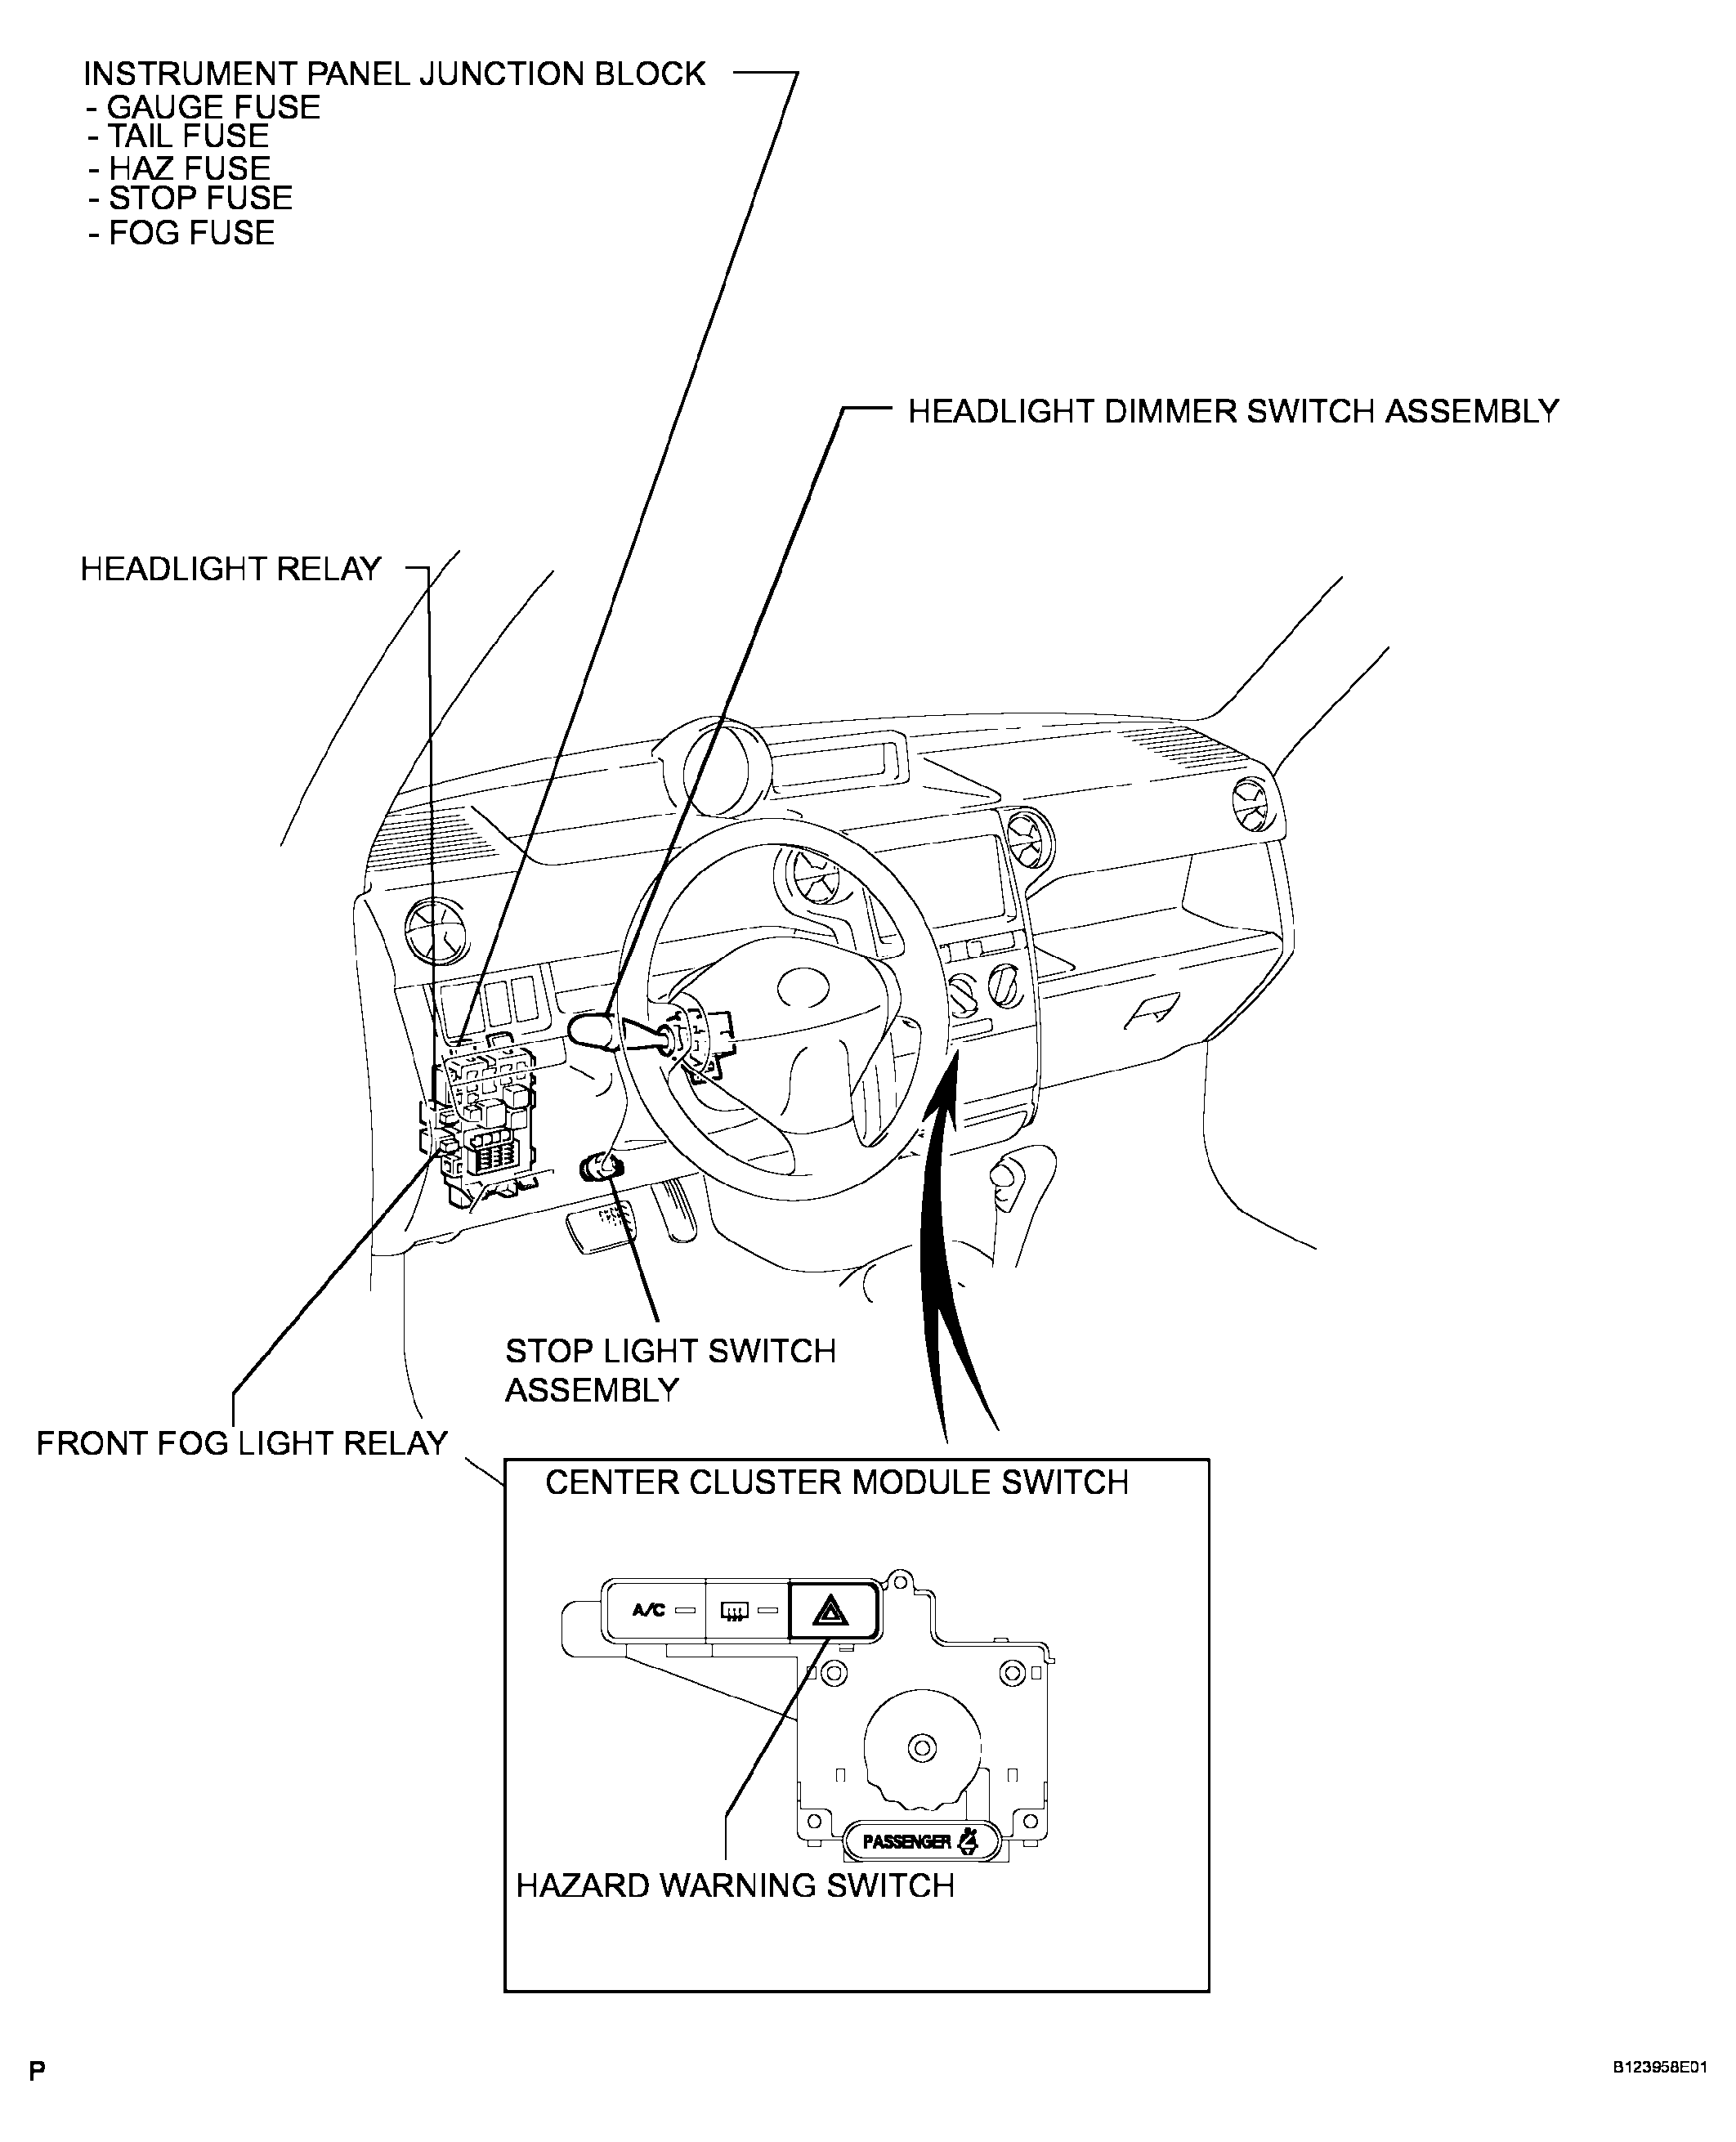 INSTRUMENT PANEL JUNCTION BLOCK
- GAUGE FUSE
- TAIL FUSE
- HAZ FUSE
- STOP FUSE
- FOG FUSE
HEADLIGHT DIMMER SWITCH ASSEMBLY
HEADLIGHT RELAY
STOP LIGHT SWITCH
ASSEMBLY
FRONT FOG LIGHT RELAY
CENTER CLUSTER MODULE SWITCH
A/C
PASSENGER
HAZARD WARNING SWITCH
P
B123958E01